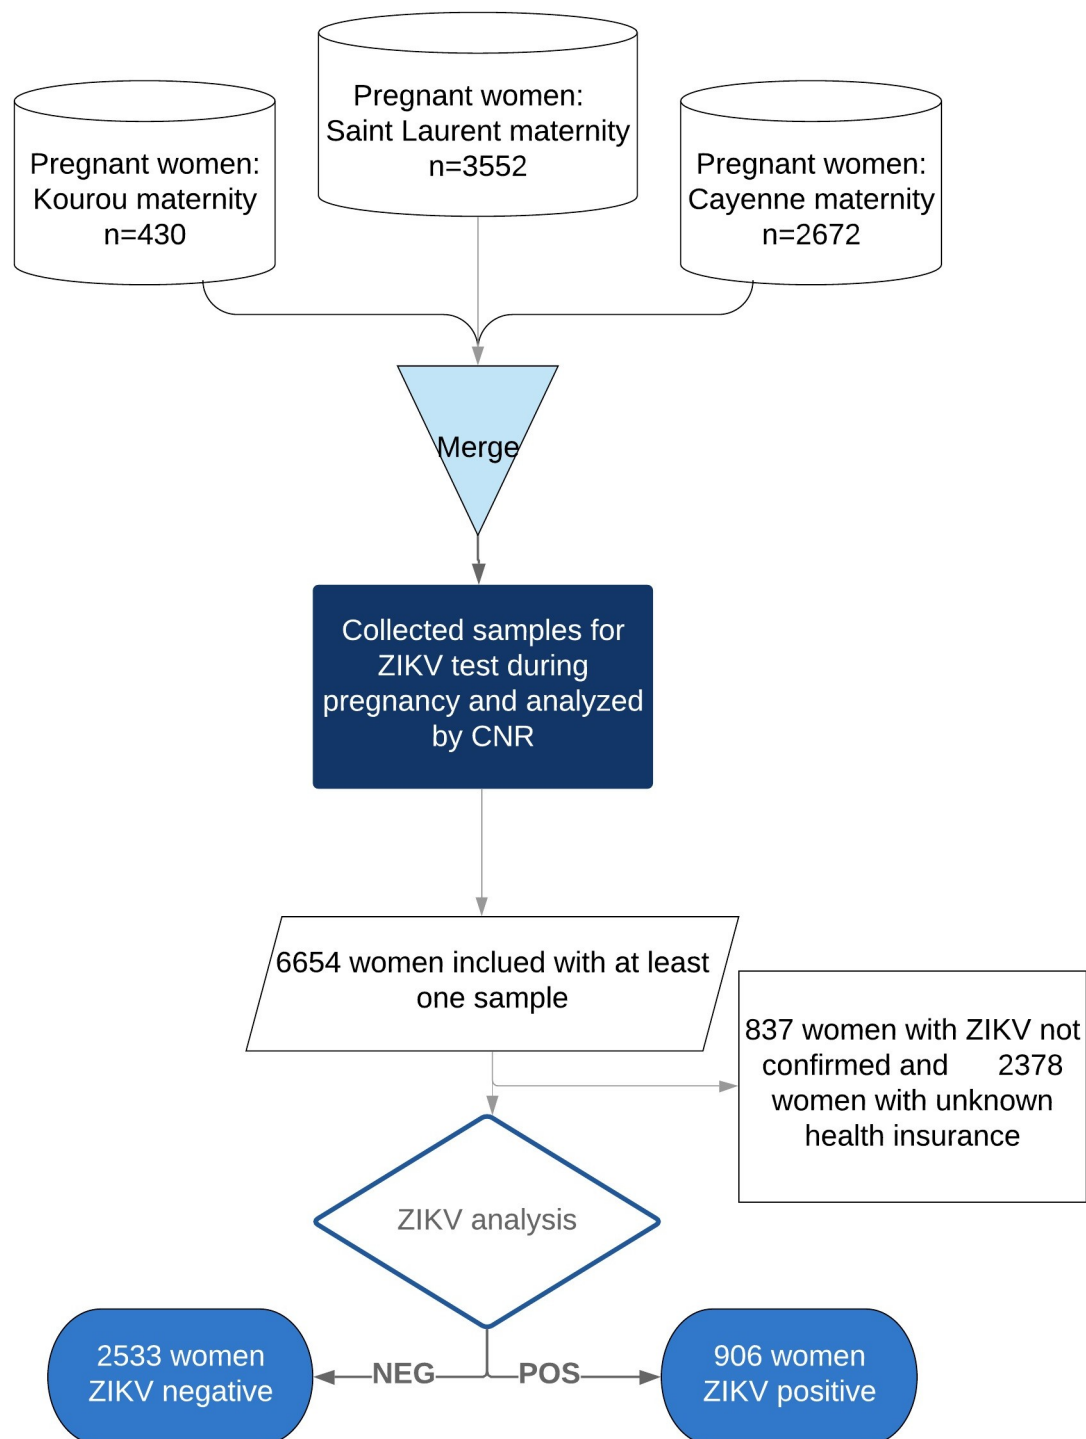 Pregnant women:
Saint Laurent maternity
n=3552
Pregnant women:
Kourou maternity
n=430
Pregnant women:
Cayenne maternity
n=2672
Merge
Collected samples for
ZIKV test during
pregnancy and analyzed
by CNR
6654 women inclued with at least
one sample
837 women with ZIKV not
confirmed and 2378
women with unknown
health insurance
ZIKV analysis
NEG
POS
2533 women
ZIKV negative
906 women
ZIKV positive